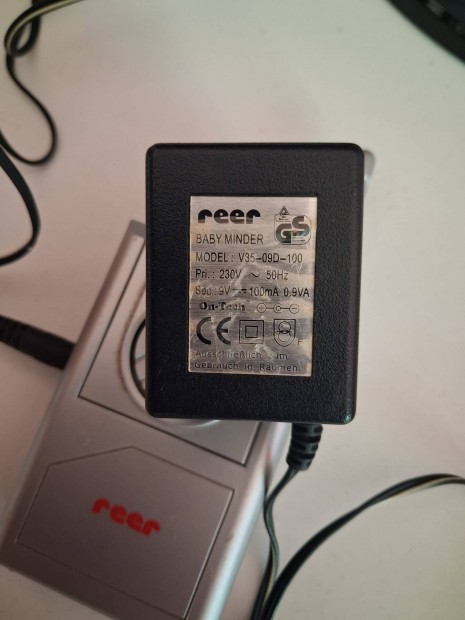 reer
GS
BABY MINDER
MODEL : V35-09D-100
Pri.: 230V ~ 50Hz
Sec.: 9V ⎓ 100mA 0.9VA
On-Tech
CE F
Ausschließlich zum
Gebrauch in Räumen.
reer